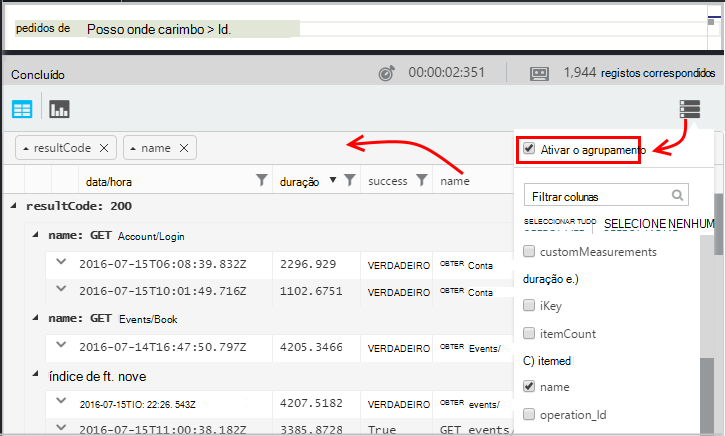 pedidos de Posso onde carimbo > Id.
Concluído 00:00:02:351 1,944 registos correspondidos
resultCode × name ×
Ativar o agrupamento
data/hora duração success name
Filtrar colunas
SELECCIONAR TUDO SELECIONE NENHUM
resultCode: 200
name: GET Account/Login
customMeasurements
2016-07-15T06:08:39.832Z 2296.929 VERDADEIRO OBTER Conta
duração e.)
2016-07-15T10:01:49.716Z 1102.6751 VERDADEIRO OBTER Conta
iKey
name: GET Events/Book
itemCount
2016-07-14T16:47:50.797Z 4205.3466 VERDADEIRO OBTER Events/
C) itemed
índice de ft. nove
name
2016-07-15TIO: 22:26. 543Z 4207.5182 VERDADEIRO OBTER events/
operation_Id
2016-07-15T11:00:38.182Z 3385.8728 True GET events/